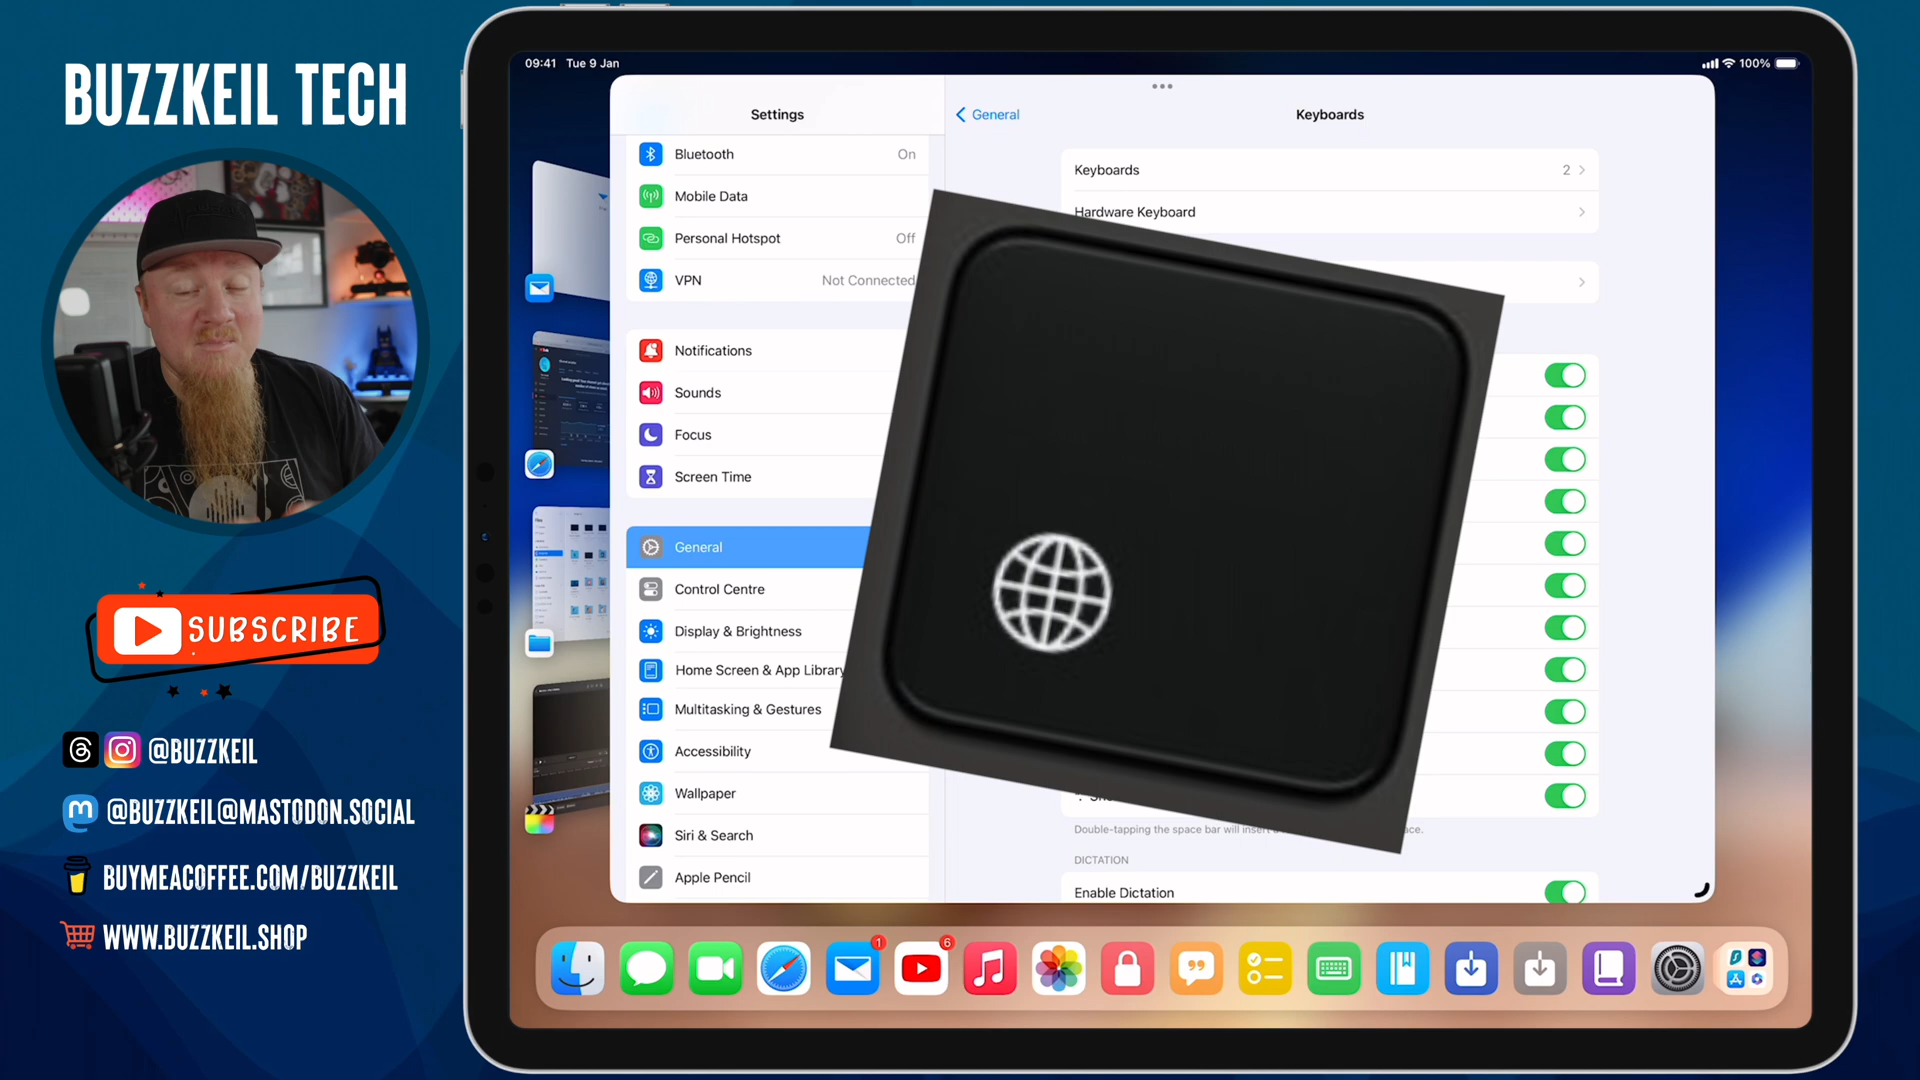 BUZZKEIL TECH
SUBSCRIBE
@BUZZKEIL
@BUZZKEIL@MASTODON.SOCIAL
BUYMEACOFFEE.COM/BUZZKEIL
WWW.BUZZKEIL.SHOP
09:41 Tue 9 Jan
100%
Settings
Bluetooth On
Mobile Data
Personal Hotspot Off
VPN Not Connected
Notifications
Sounds
Focus
Screen Time
General
Control Centre
Display & Brightness
Home Screen & App Library
Multitasking & Gestures
Accessibility
Wallpaper
Siri & Search
Apple Pencil
General
Keyboards
Keyboards 2
Hardware Keyboard
Double-tapping the space bar will insert
DICTATION
Enable Dictation
1
6